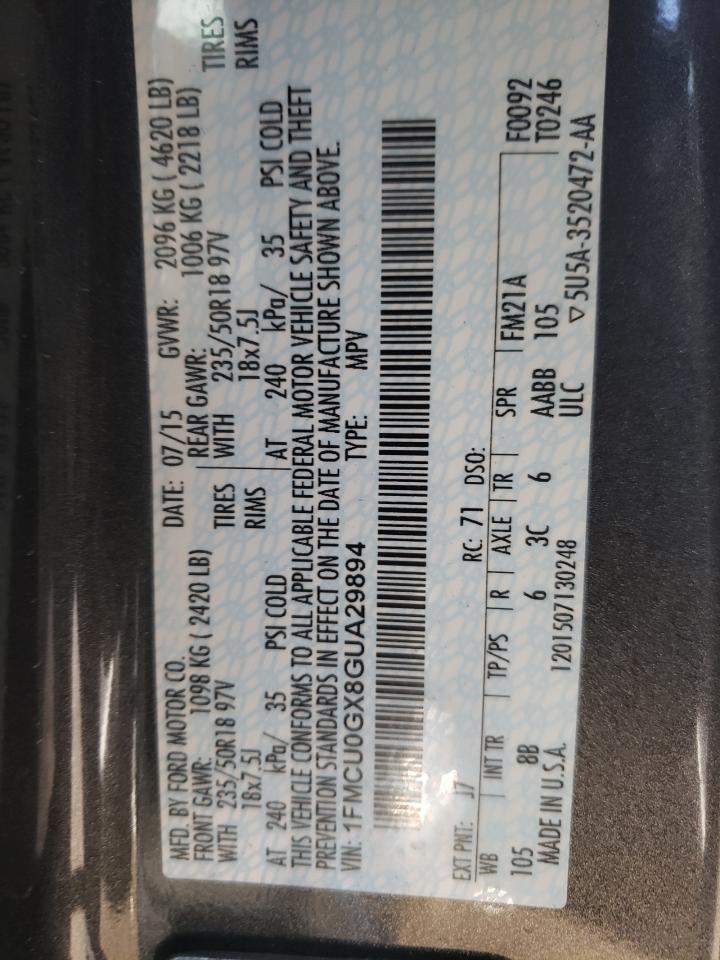 MFD. BY FORD MOTOR CO.
DATE: 07/15 GVWR: 2096 KG ( 4620 LB)
FRONT GAWR: 1098 KG ( 2420 LB) REAR GAWR: 1006 KG ( 2218 LB)
WITH 235/50R18 97V TIRES WITH 235/50R18 97V TIRES
18x7.5J RIMS 18x7.5J RIMS
AT 240 kPa/ 35 PSI COLD AT 240 kPa/ 35 PSI COLD
THIS VEHICLE CONFORMS TO ALL APPLICABLE FEDERAL MOTOR VEHICLE SAFETY AND THEFT
PREVENTION STANDARDS IN EFFECT ON THE DATE OF MANUFACTURE SHOWN ABOVE.
VIN: 1FMCU0GX8GUA29894 TYPE: MPV
EXT PNT: J7 RC: 71 DSO:
WB INT TR TP/PS R AXLE TR SPR FM21A F0092
105 8B 6 3C 6 AABB 105 T0246
MADE IN U.S.A. 1201507130248 ULC ▽5U5A-3520472-AA